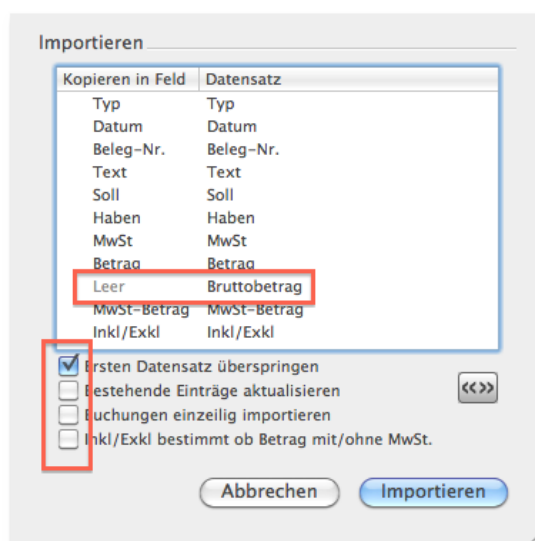 Importieren
Kopieren in Feld Datensatz
Typ Typ
Datum Datum
Beleg-Nr. Beleg-Nr.
Text Text
Soll Soll
Haben Haben
MwSt MwSt
Betrag Betrag
Leer Bruttobetrag
MwSt-Betrag MwSt-Betrag
Inkl/Exkl Inkl/Exkl
Ersten Datensatz überspringen
Bestehende Einträge aktualisieren
Buchungen einzeilig importieren
Inkl/Exkl bestimmt ob Betrag mit/ohne MwSt.
«»
Abbrechen Importieren